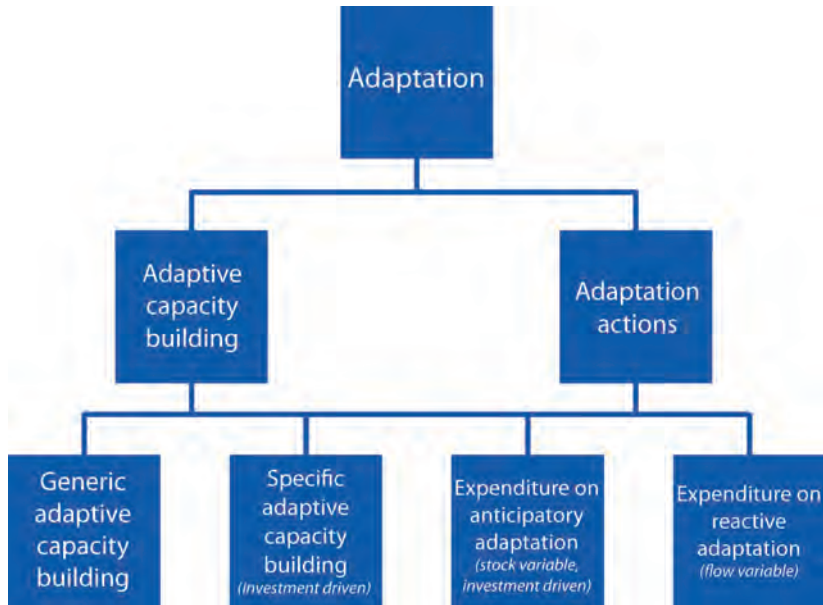 Adaptation
Adaptive
capacity
building
Adaptation
actions
Generic
adaptive
capacity
building
Specific
adaptive
capacity
building
(investment driven)
Expenditure on
anticipatory
adaptation
(stock variable,
investment driven)
Expenditure on
reactive
adaptation
(flow variable)